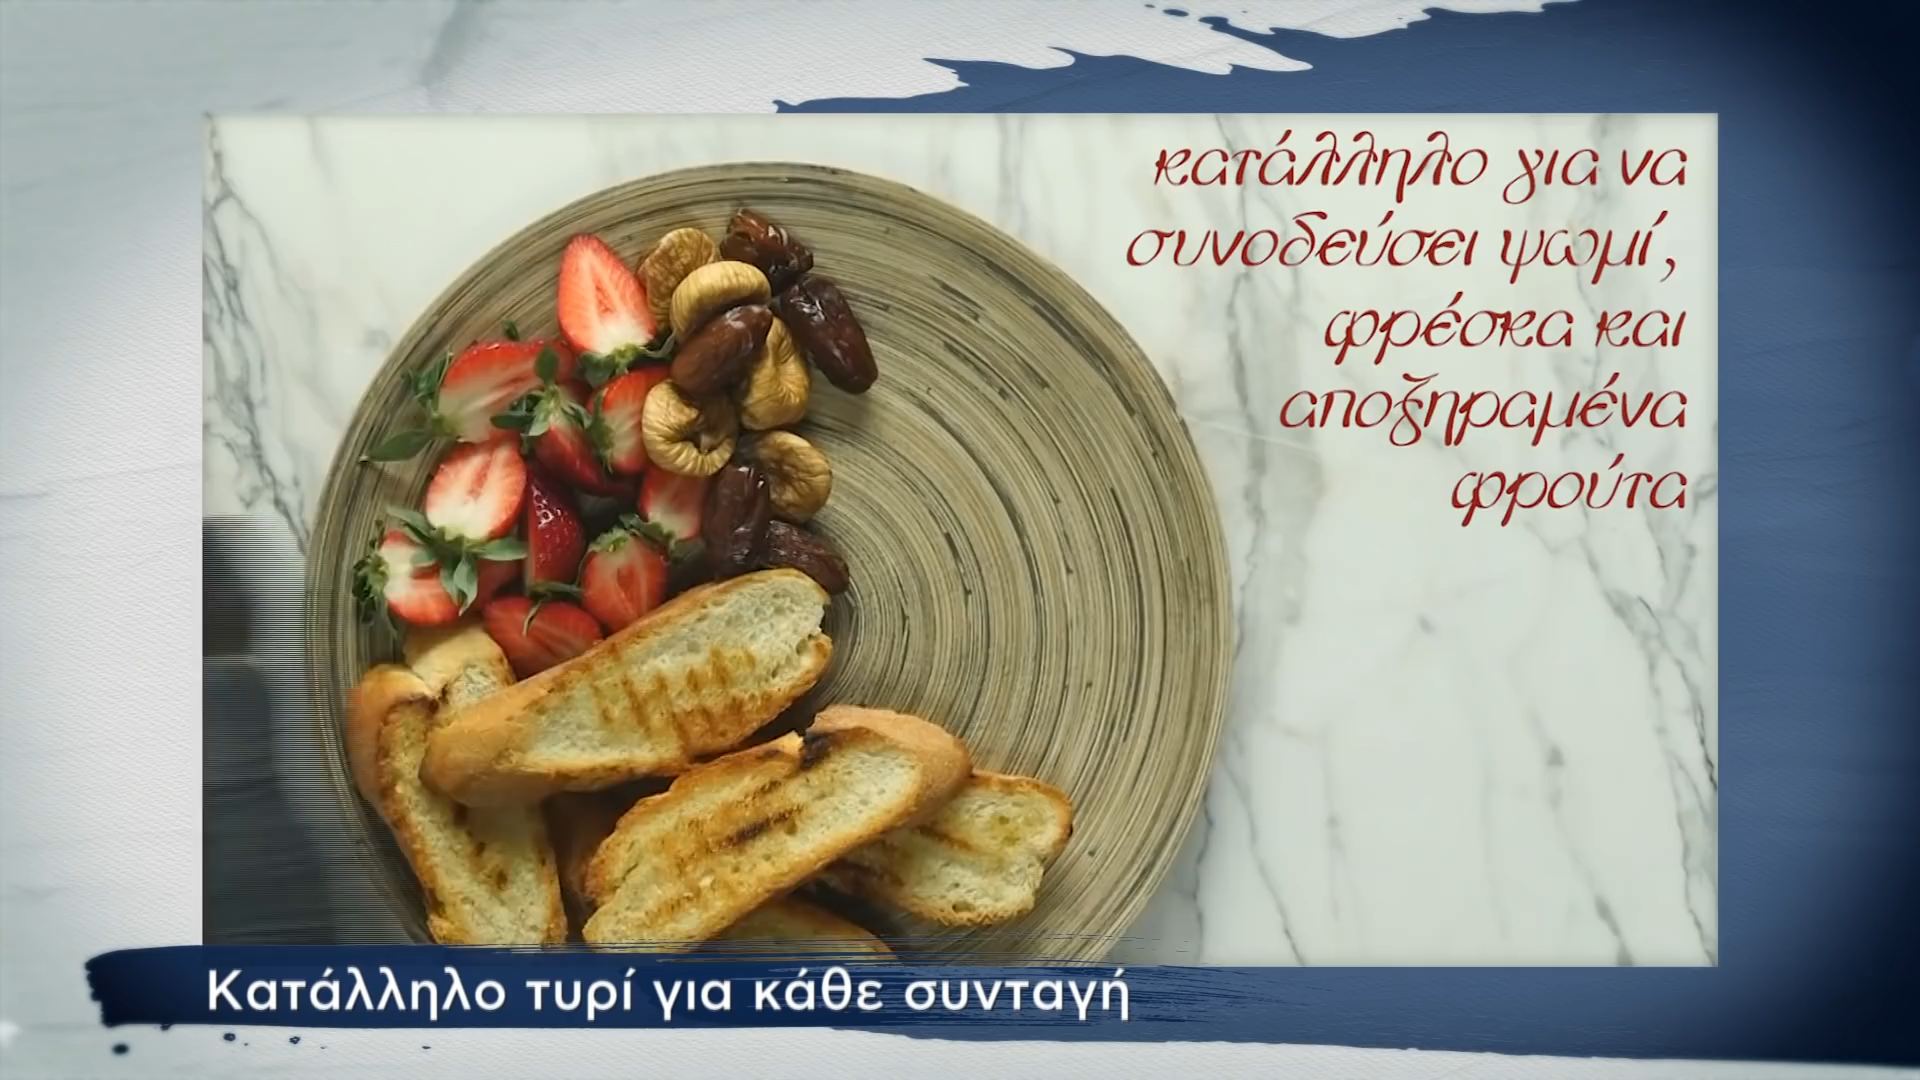 κατάλληλο για να
συνοδεύσει ψωμί,
φρέσκα και
αποξηραμένα
φρούτα
Κατάλληλο τυρί για κάθε συνταγή